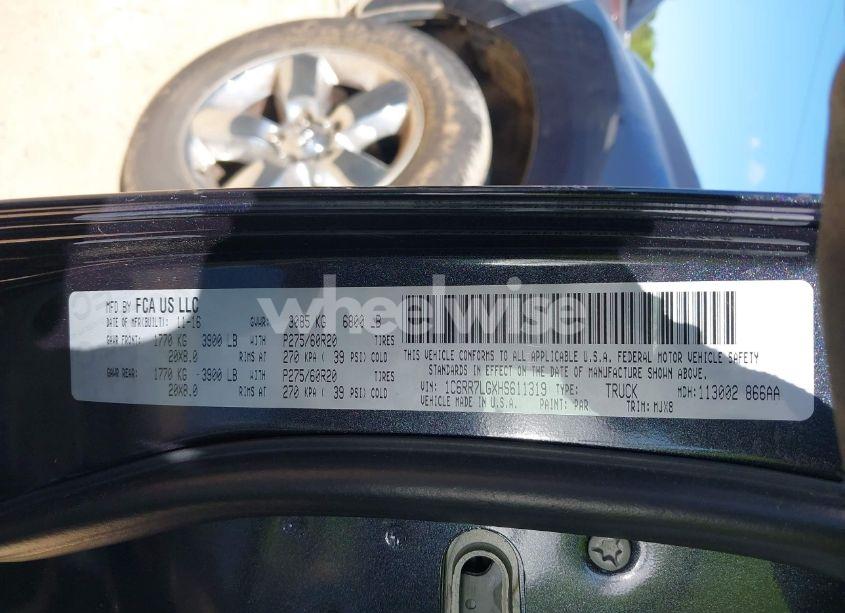 MFD BY FCA US LLC
DATE OF MFR(BUILT): 11-16 GVWR: 3085 KG 6800 LB
GAWR FRONT: 1770 KG 3900 LB WITH P275/60R20 TIRES
20X8.0 RIMS AT 270 KPA ( 39 PSI) COLD
GAWR REAR: 1770 KG 3900 LB WITH P275/60R20 TIRES
20X8.0 RIMS AT 270 KPA ( 39 PSI) COLD
THIS VEHICLE CONFORMS TO ALL APPLICABLE U.S.A. FEDERAL MOTOR VEHICLE SAFETY
STANDARDS IN EFFECT ON THE DATE OF MANUFACTURE SHOWN ABOVE.
VIN: 1C6RR7LGXHS611319 TYPE: TRUCK MDH: 113002 866AA
VEHICLE MADE IN U.S.A. PAINT: PAR TRIM: MJX8
wheelwise